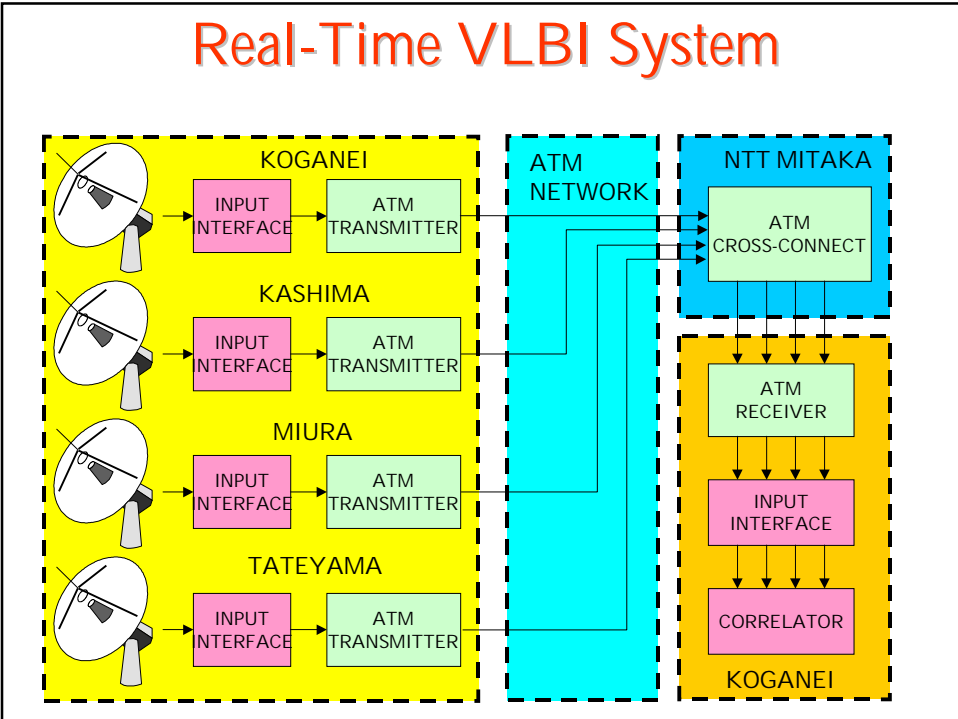 Real-Time VLBI System
KOGANEI
INPUT
INTERFACE
ATM
TRANSMITTER
KASHIMA
INPUT
INTERFACE
ATM
TRANSMITTER
MIURA
INPUT
INTERFACE
ATM
TRANSMITTER
TATEYAMA
INPUT
INTERFACE
ATM
TRANSMITTER
ATM
NETWORK
NTT MITAKA
ATM
CROSS-CONNECT
ATM
RECEIVER
INPUT
INTERFACE
CORRELATOR
KOGANEI